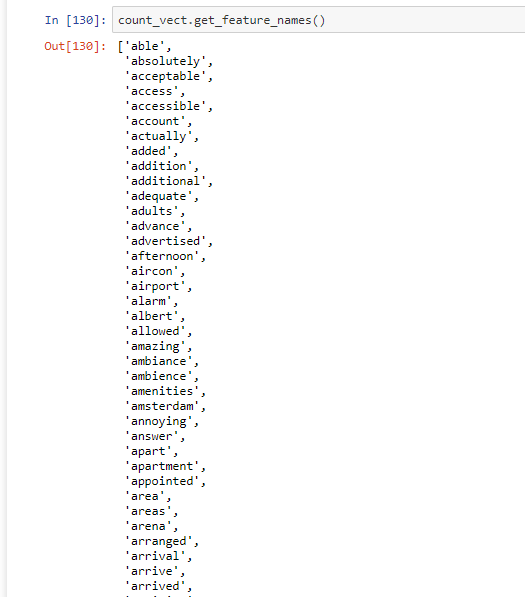 In [130]: count_vect.get_feature_names()
Out[130]: ['able',
'absolutely',
'acceptable',
'access',
'accessible',
'account',
'actually',
'added',
'addition',
'additional',
'adequate',
'adults',
'advance',
'advertised',
'afternoon',
'aircon',
'airport',
'alarm',
'albert',
'allowed',
'amazing',
'ambiance',
'ambience',
'amenities',
'amsterdam',
'annoying',
'answer',
'apart',
'apartment',
'appointed',
'area',
'areas',
'arena',
'arranged',
'arrival',
'arrive',
'arrived',